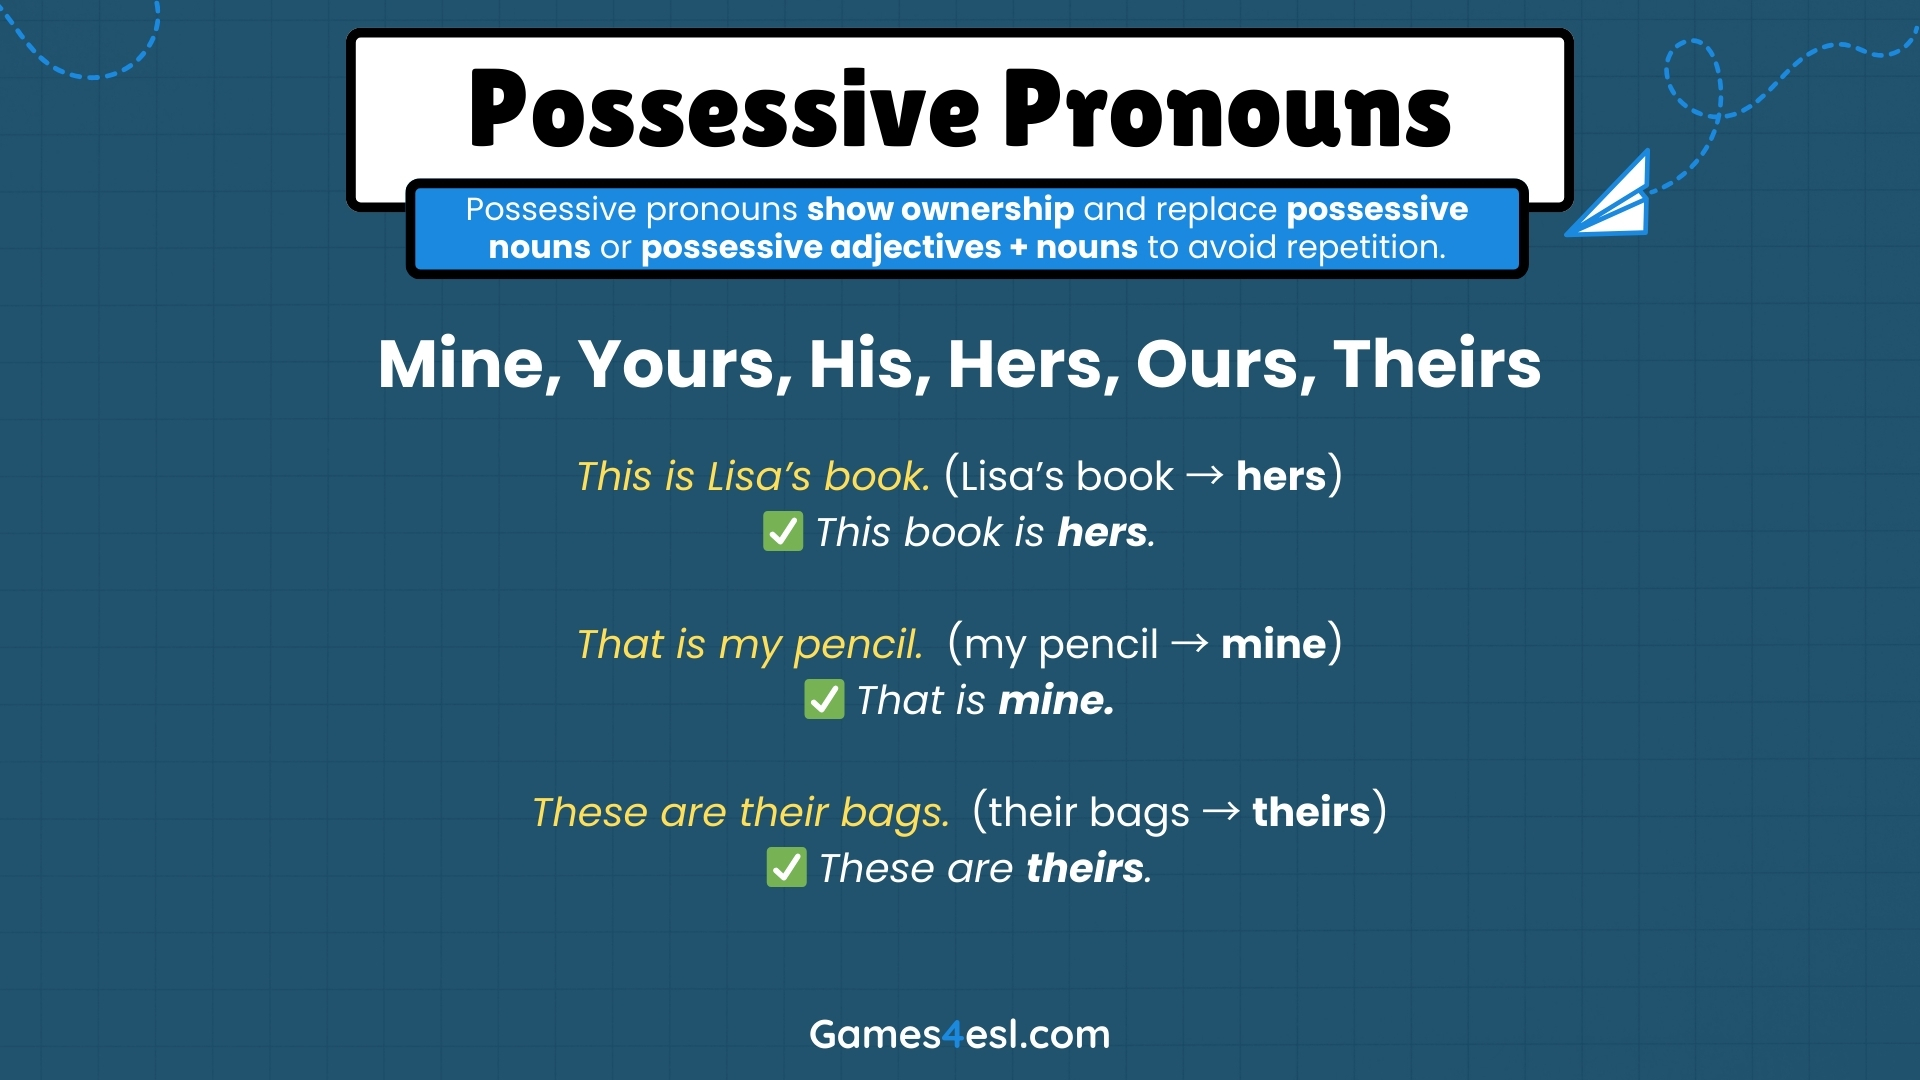 Possessive Pronouns
Possessive pronouns show ownership and replace possessive
nouns or possessive adjectives + nouns to avoid repetition.
Mine, Yours, His, Hers, Ours, Theirs
This is Lisa’s book. (Lisa’s book → hers)
✅ This book is hers.
That is my pencil. (my pencil → mine)
✅ That is mine.
These are their bags. (their bags → theirs)
✅ These are theirs.
Games4esl.com